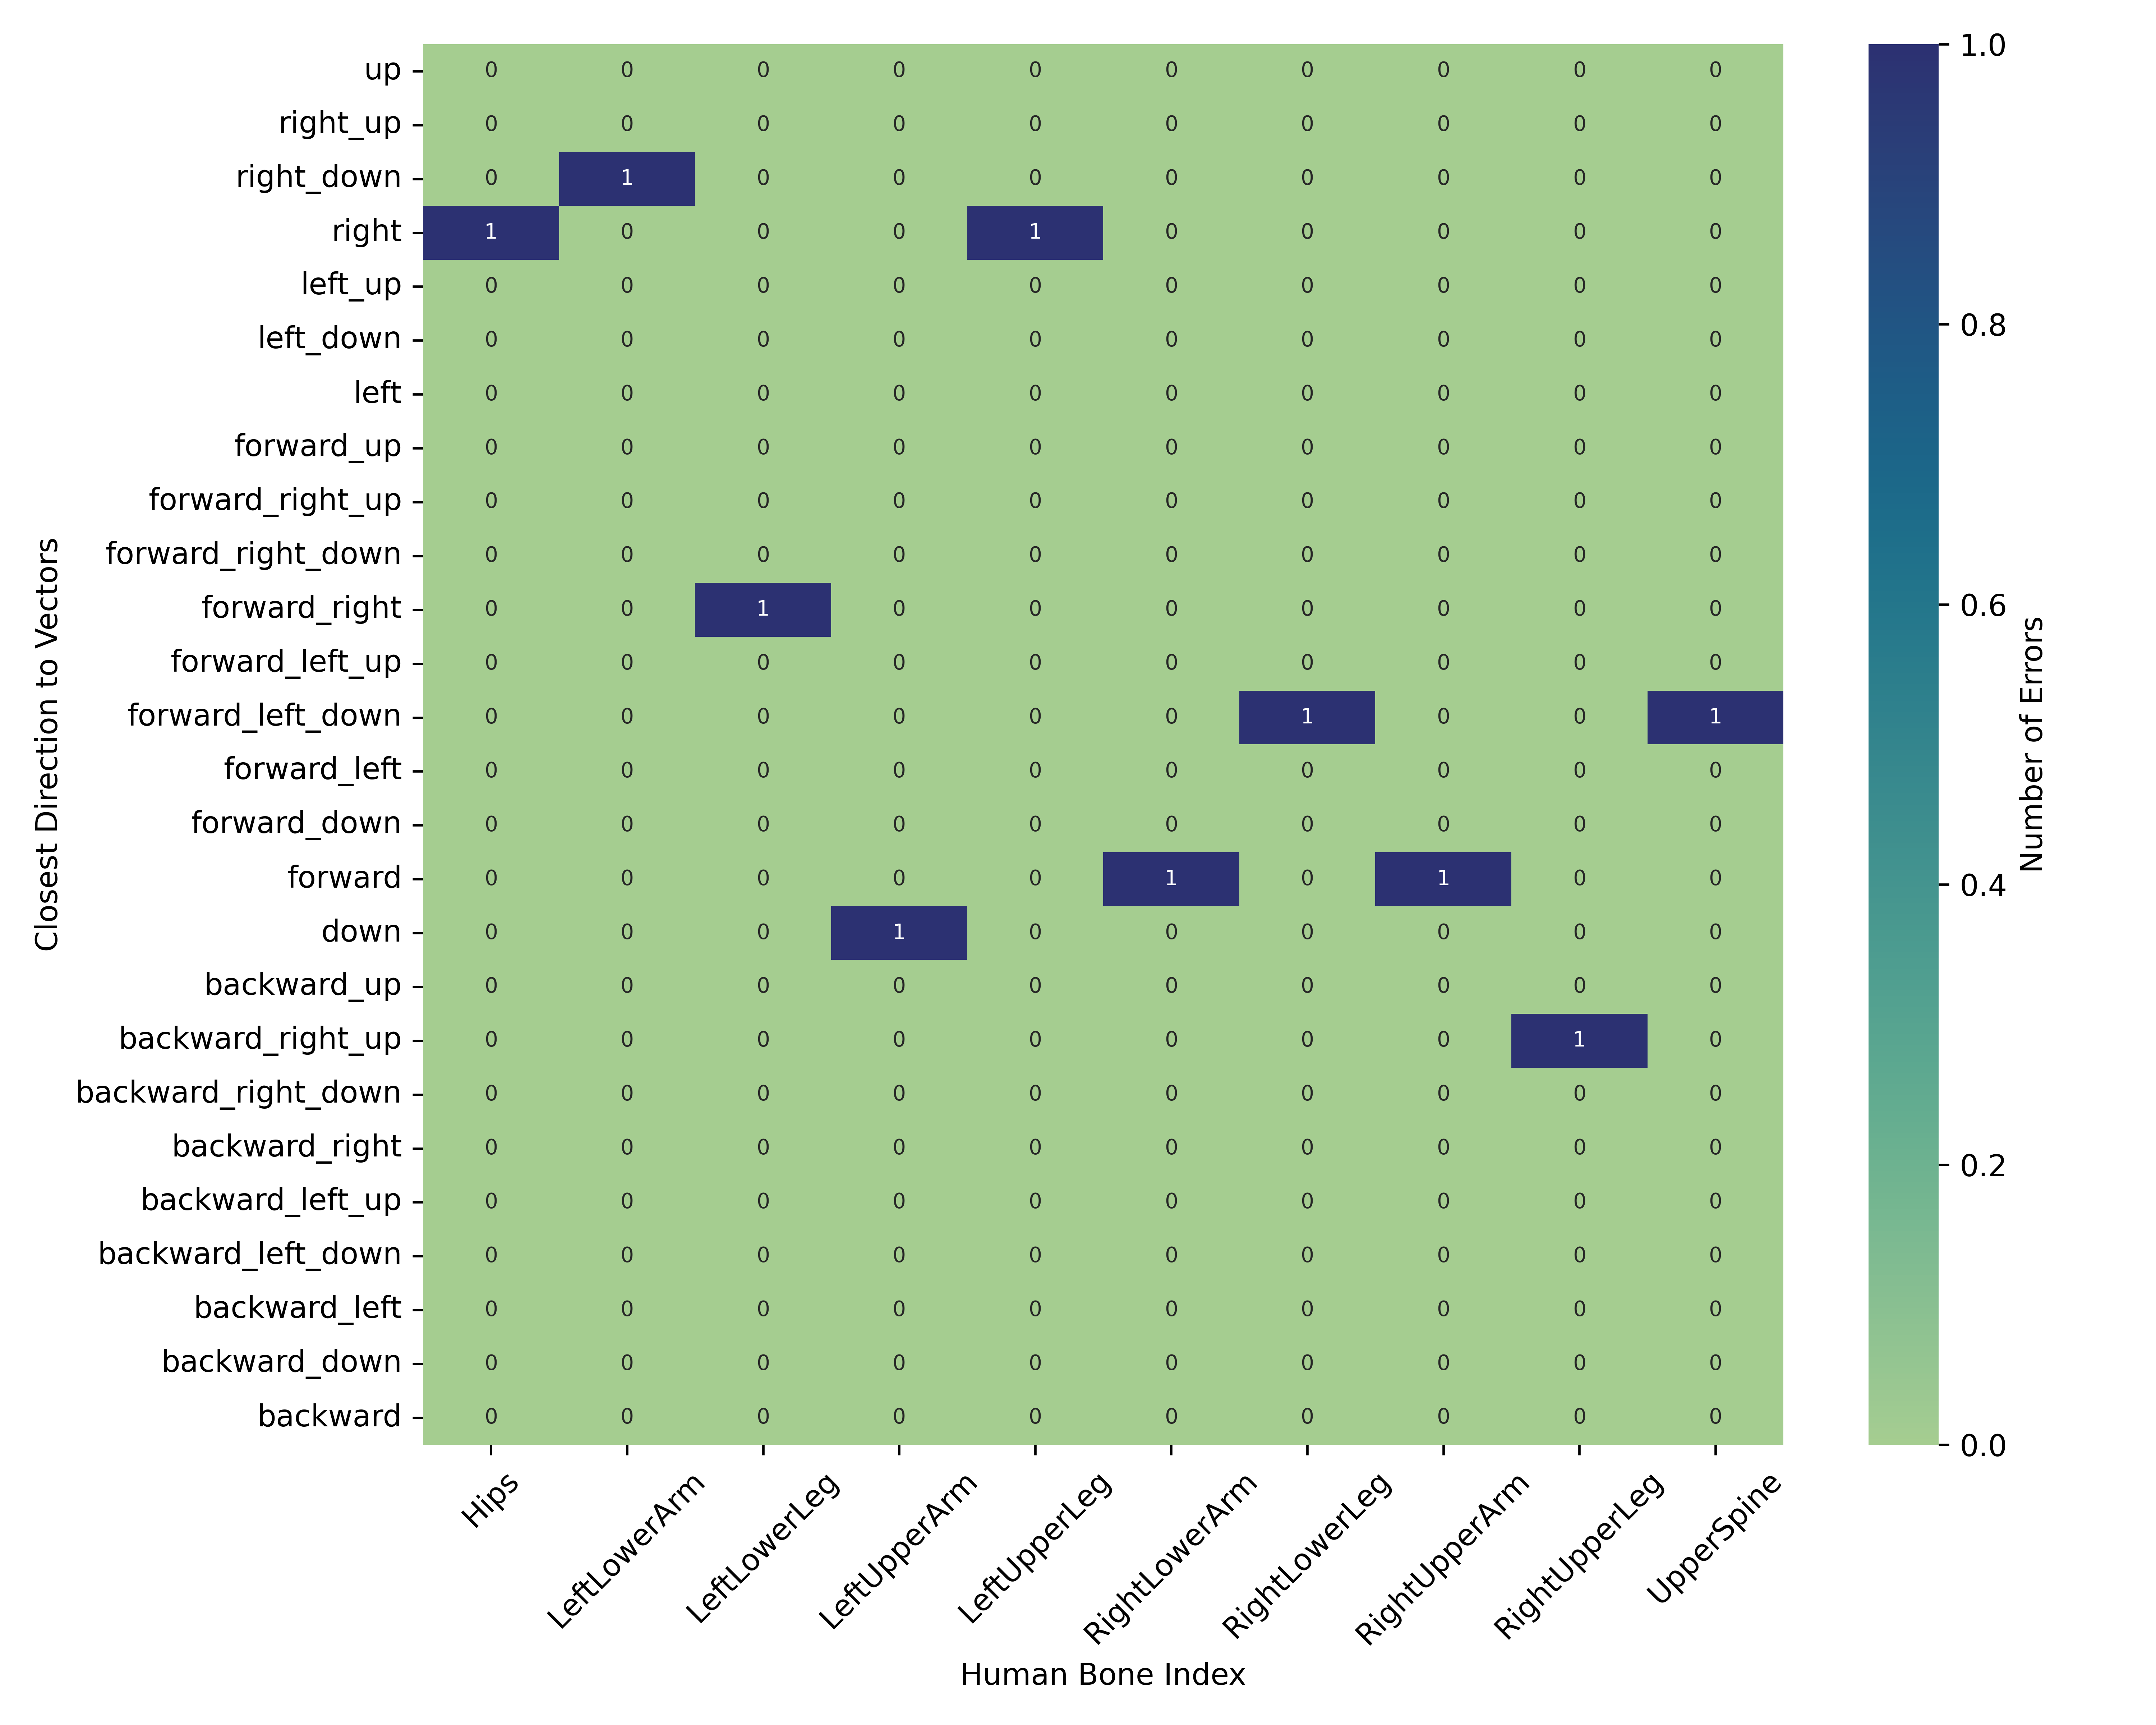 up 0 0 0 0 0 0 0 0 0 0
right_up 0 0 0 0 0 0 0 0 0 0
right_down 0 1 0 0 0 0 0 0 0 0
right 1 0 0 0 1 0 0 0 0 0
left_up 0 0 0 0 0 0 0 0 0 0
left_down 0 0 0 0 0 0 0 0 0 0
left 0 0 0 0 0 0 0 0 0 0
forward_up 0 0 0 0 0 0 0 0 0 0
forward_right_up 0 0 0 0 0 0 0 0 0 0
forward_right_down 0 0 0 0 0 0 0 0 0 0
forward_right 0 0 1 0 0 0 0 0 0 0
forward_left_up 0 0 0 0 0 0 0 0 0 0
forward_left_down 0 0 0 0 0 0 1 0 0 1
forward_left 0 0 0 0 0 0 0 0 0 0
forward_down 0 0 0 0 0 0 0 0 0 0
forward 0 0 0 0 0 1 0 1 0 0
down 0 0 0 1 0 0 0 0 0 0
backward_up 0 0 0 0 0 0 0 0 0 0
backward_right_up 0 0 0 0 0 0 0 0 1 0
backward_right_down 0 0 0 0 0 0 0 0 0 0
backward_right 0 0 0 0 0 0 0 0 0 0
backward_left_up 0 0 0 0 0 0 0 0 0 0
backward_left_down 0 0 0 0 0 0 0 0 0 0
backward_left 0 0 0 0 0 0 0 0 0 0
backward_down 0 0 0 0 0 0 0 0 0 0
backward 0 0 0 0 0 0 0 0 0 0
Closest Direction to Vectors
Hips LeftLowerArm LeftLowerLeg LeftUpperArm LeftUpperLeg RightLowerArm RightLowerLeg RightUpperArm RightUpperLeg UpperSpine
Human Bone Index
1.0
0.8
0.6
0.4
0.2
0.0
Number of Errors